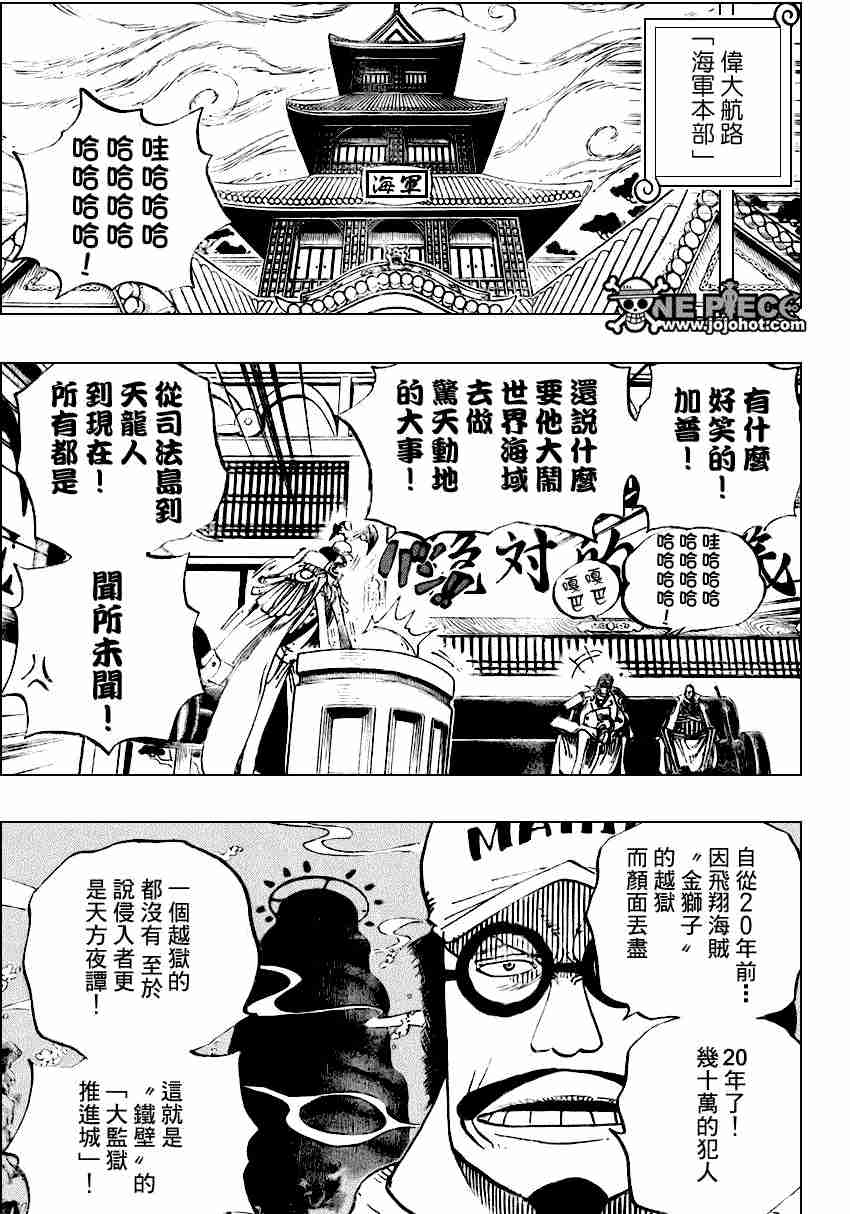 偉大航路
「海軍本部」
海軍
哇哈哈哈
哈哈哈哈
哈哈哈哈
哈哈哈哈！
ONE PIECE
www.jojohot.com
有什麼
好笑的！
加普！
還説什麼
要他大鬧
世界海域
去做
驚天動地
的大事！
從司法島到
天龍人
到現在！
所有都是
聞所未聞！
絕对的
哇哈哈哈
哈哈哈哈
哈哈哈哈！
自從20年前…
因飛翔海賊
〝金獅子〞
的越獄
而顏面丟盡
20年了！
幾十萬的犯人
一個越獄的
都沒有 至於
說侵入者更
是天方夜譚！
這就是
〝鐵壁〞的
「大監獄
推進城」！